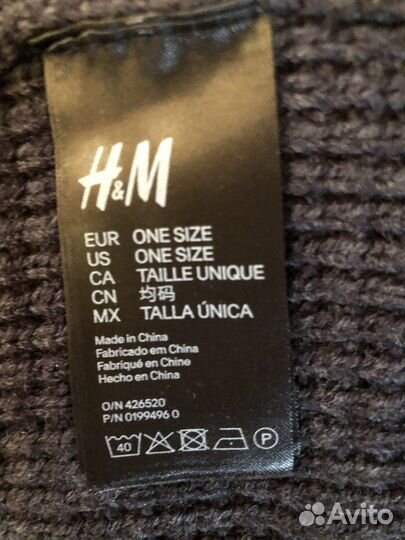 H&M
EUR ONE SIZE
US ONE SIZE
CA TAILLE UNIQUE
CN 均码
MX TALLA ÚNICA
Made in China
Fabricado em China
Fabriqué en Chine
Hecho en China
O/N 426520
P/N 0199496 0
40 P
Avito